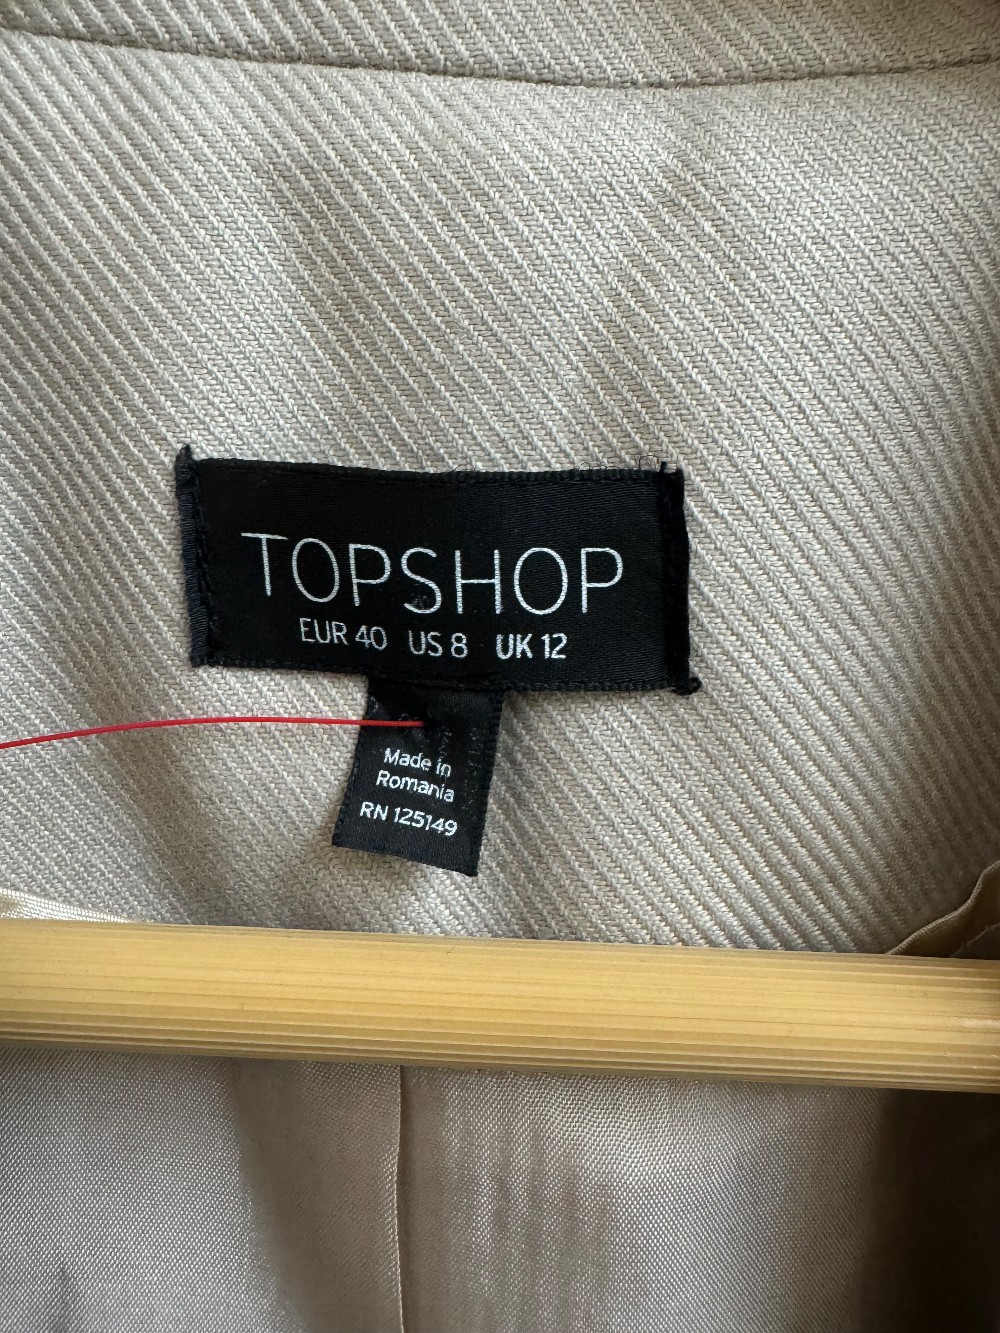 TOPSHOP
EUR 40 US 8 UK 12
Made in
Romania
RN 125149